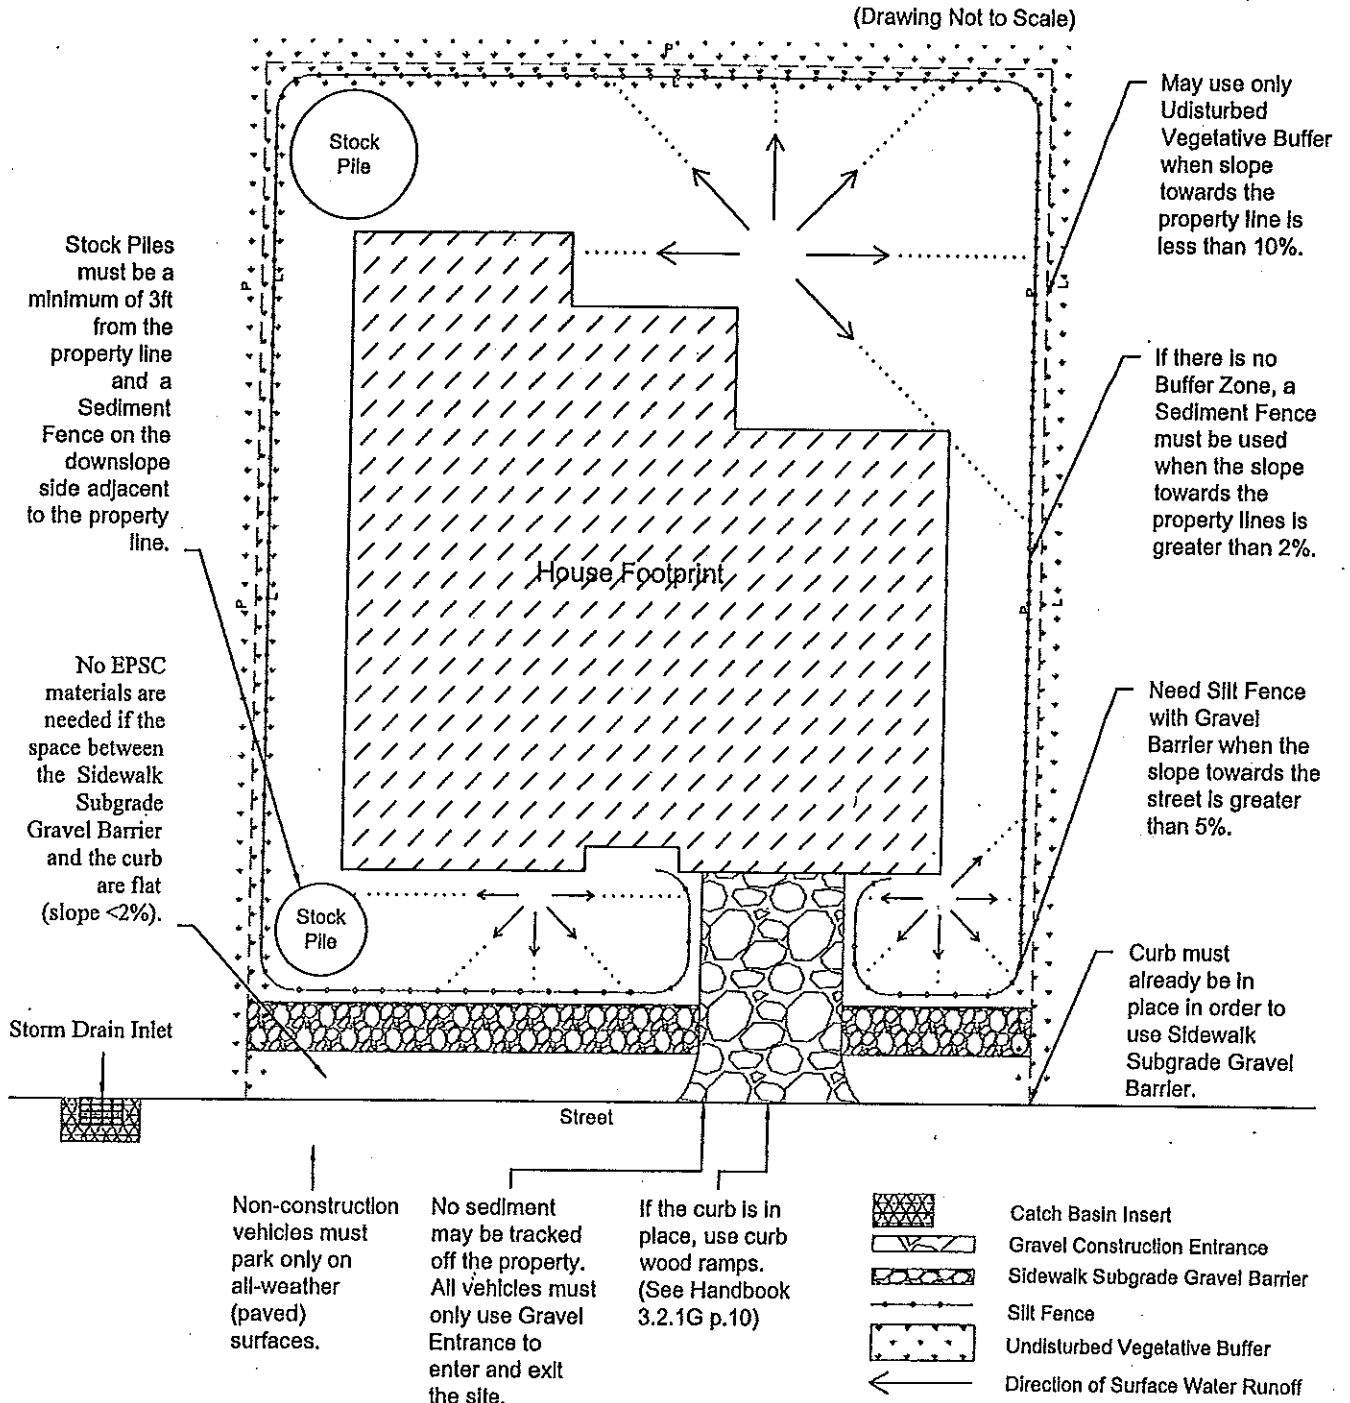 (Drawing Not to Scale)
Stock
Pile
May use only
Udisturbed
Vegetative Buffer
when slope
towards the
property line is
less than 10%.
Stock Piles
must be a
minimum of 3ft
from the
property line
and a
Sediment
Fence on the
downslope
side adjacent
to the property
line.
If there is no
Buffer Zone, a
Sediment Fence
must be used
when the slope
towards the
property lines is
greater than 2%.
House Footprint
No EPSC
materials are
needed if the
space between
the Sidewalk
Subgrade
Gravel Barrier
and the curb
are flat
(slope <2%).
Need Silt Fence
with Gravel
Barrier when the
slope towards the
street is greater
than 5%.
Stock
Pile
Curb must
already be in
place in order to
use Sidewalk
Subgrade Gravel
Barrier.
Storm Drain Inlet
Street
Non-construction
vehicles must
park only on
all-weather
(paved)
surfaces.
No sediment
may be tracked
off the property.
All vehicles must
only use Gravel
Entrance to
enter and exit
the site.
If the curb is in
place, use curb
wood ramps.
(See Handbook
3.2.1G p.10)
Catch Basin Insert
Gravel Construction Entrance
Sidewalk Subgrade Gravel Barrier
Silt Fence
Undisturbed Vegetative Buffer
Direction of Surface Water Runoff
P
L
P
L
P
L
P
L
P
L